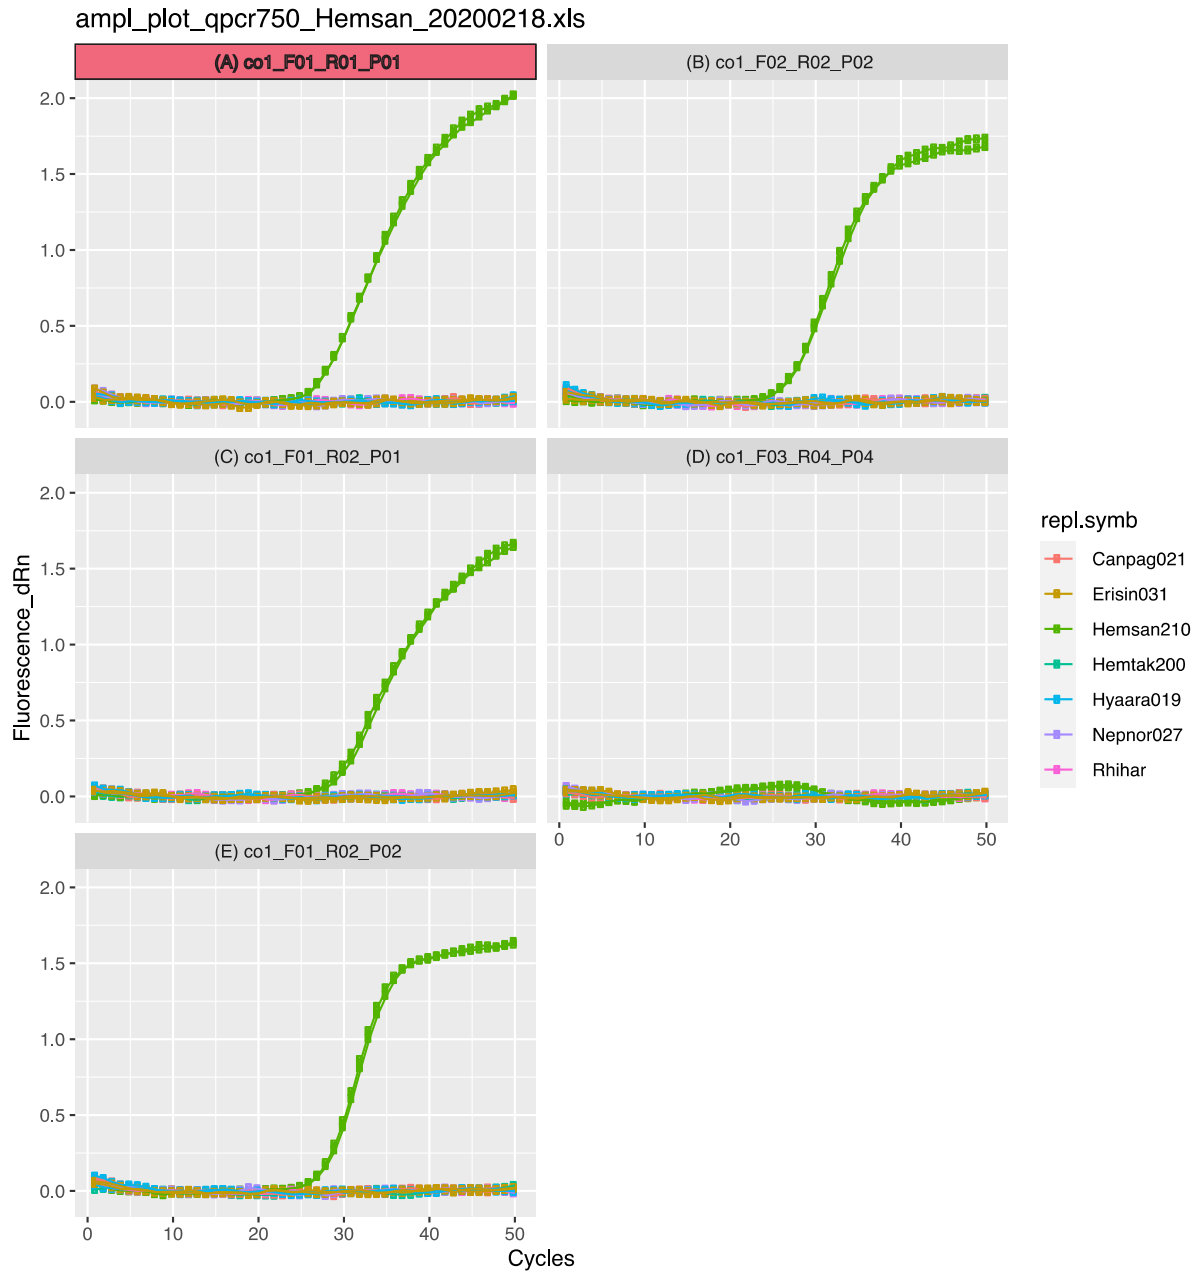 ampl_plot_qpcr750_Hemsan_20200218.xls
(A) co1_F01_R01_P01
(B) co1_F02_R02_P02
2.0
1.5
1.0
0.5
0.0
(C) co1_F01_R02_P01
(D) co1_F03_R04_P04
2.0
1.5
1.0
0.5
0.0
0 10 20 30 40 50
(E) co1_F01_R02_P02
2.0
1.5
1.0
0.5
0.0
0 10 20 30 40 50
Cycles
Fluorescence_dRn
repl.symb
Canpag021
Erisin031
Hemsan210
Hemtak200
Hyaara019
Nepnor027
Rhihar